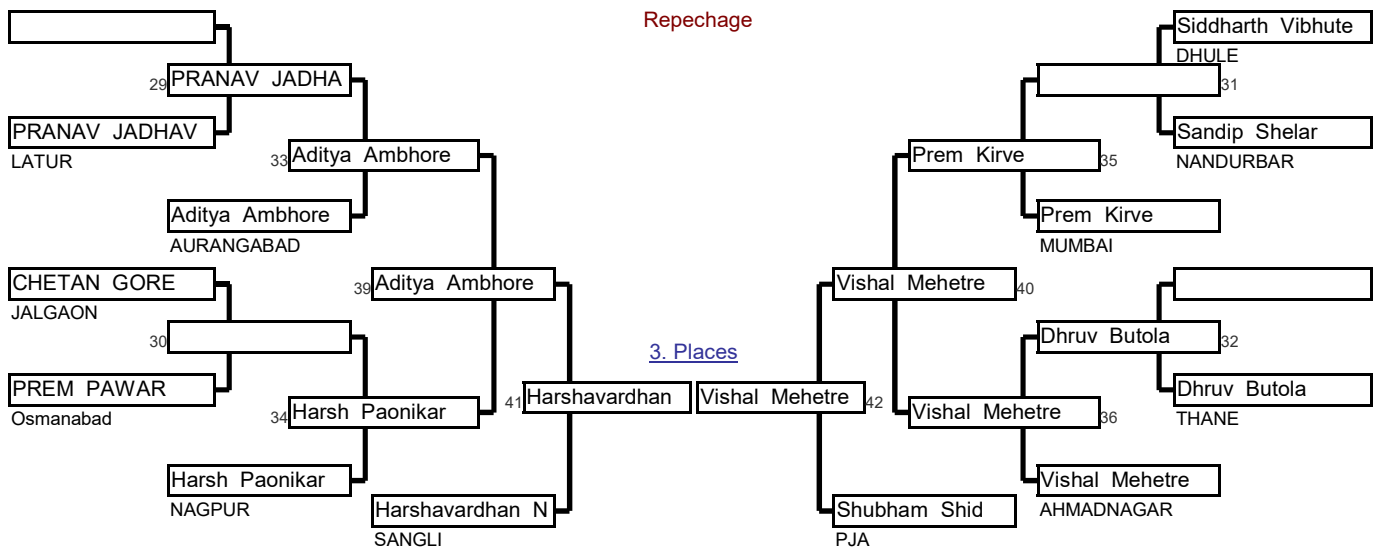 Repechage
29 PRANAV JADHA
PRANAV JADHAV
LATUR
33 Aditya Ambhore
Aditya Ambhore
AURANGABAD
CHETAN GORE
JALGAON
39 Aditya Ambhore
30
PREM PAWAR
Osmanabad
34 Harsh Paonikar
Harsh Paonikar
NAGPUR
3. Places
41 Harshavardhan
Harshavardhan N
SANGLI
Siddharth Vibhute
DHULE
31
Sandip Shelar
NANDURBAR
Prem Kirve 35
Prem Kirve
MUMBAI
Vishal Mehetre 40
Dhruv Butola 32
Dhruv Butola
THANE
Vishal Mehetre 42
Vishal Mehetre 36
Vishal Mehetre
AHMADNAGAR
Shubham Shid
PJA